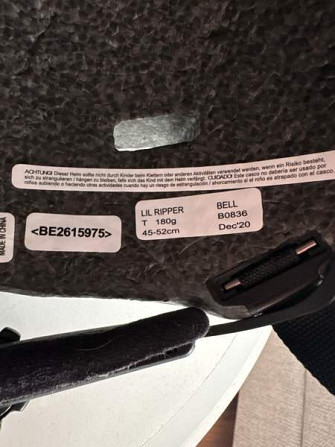 ACHTUNG! Dieser Helm sollte nicht durch Kinder beim Klettern oder anderen Aktivitäten verwendet werden, wenn ein Risiko besteht,
sich zu strangulieren / hängen zu bleiben, falls sich das Kind mit dem Helm verfängt. CUIDADO! Este casco no debería ser usado por
niños subiendo o haciendo otras actividades cuando hay un riesgo de estrangulación / ahorcamiento si el niño es atrapado con el casco.
MADE IN CHINA
<BE2615975>
LIL RIPPER BELL
T 180g B0836
45-52cm Dec'20